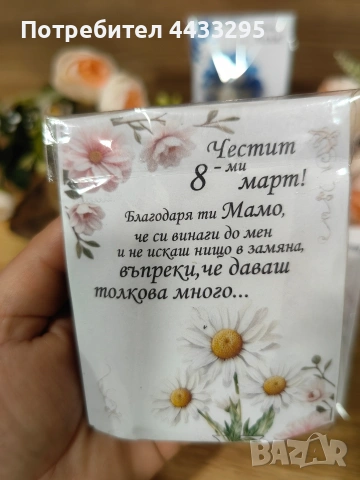 Потребител 4433295
Честит
8-ми
март!
Благодаря ти Мамо,
че си винаги до мен
и не искаш нищо в замяна,
въпреки, че даваш
толкова много...
BAZAR